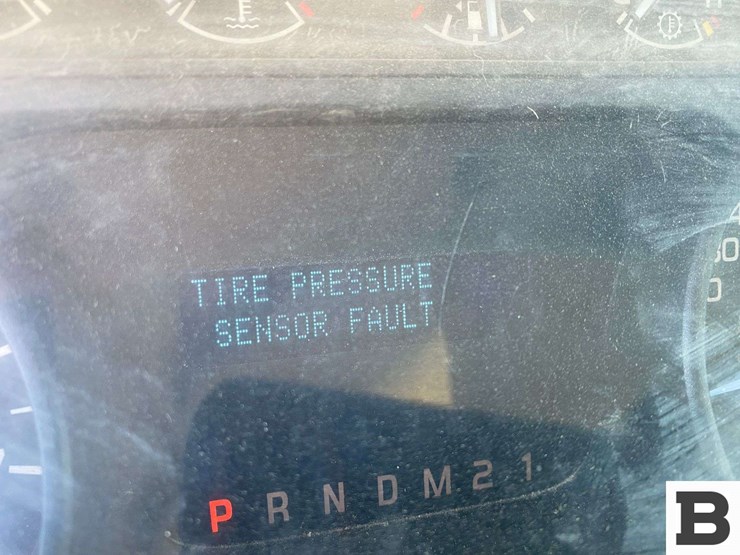 TIRE PRESSURE
SENSOR FAULT
P R N D M 2 1
B